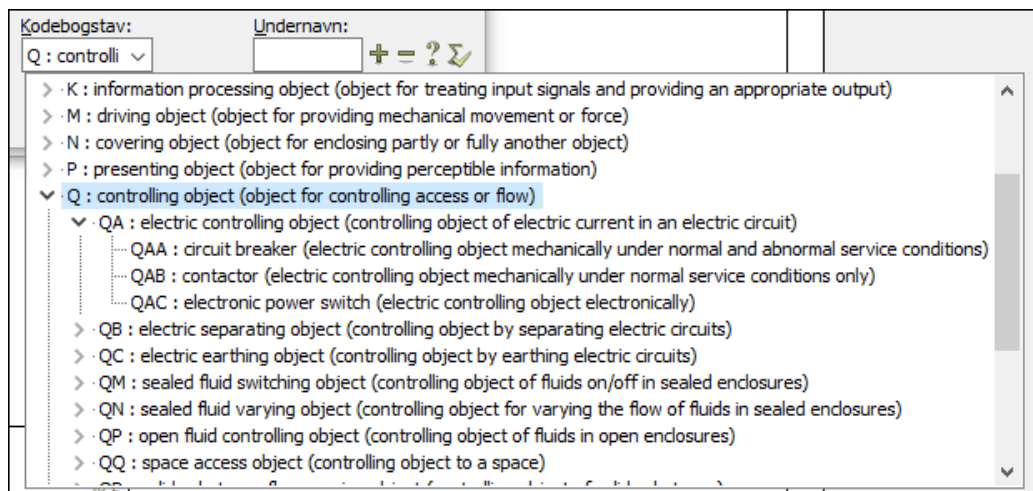 Kodebogstav: Undernavn:
Q : controlli
K : information processing object (object for treating input signals and providing an appropriate output)
M : driving object (object for providing mechanical movement or force)
N : covering object (object for enclosing partly or fully another object)
P : presenting object (object for providing perceptible information)
Q : controlling object (object for controlling access or flow)
QA : electric controlling object (controlling object of electric current in an electric circuit)
QAA : circuit breaker (electric controlling object mechanically under normal and abnormal service conditions)
QAB : contactor (electric controlling object mechanically under normal service conditions only)
QAC : electronic power switch (electric controlling object electronically)
QB : electric separating object (controlling object by separating electric circuits)
QC : electric earthing object (controlling object by earthing electric circuits)
QM : sealed fluid switching object (controlling object of fluids on/off in sealed enclosures)
QN : sealed fluid varying object (controlling object for varying the flow of fluids in sealed enclosures)
QP : open fluid controlling object (controlling object of fluids in open enclosures)
QQ : space access object (controlling object to a space)